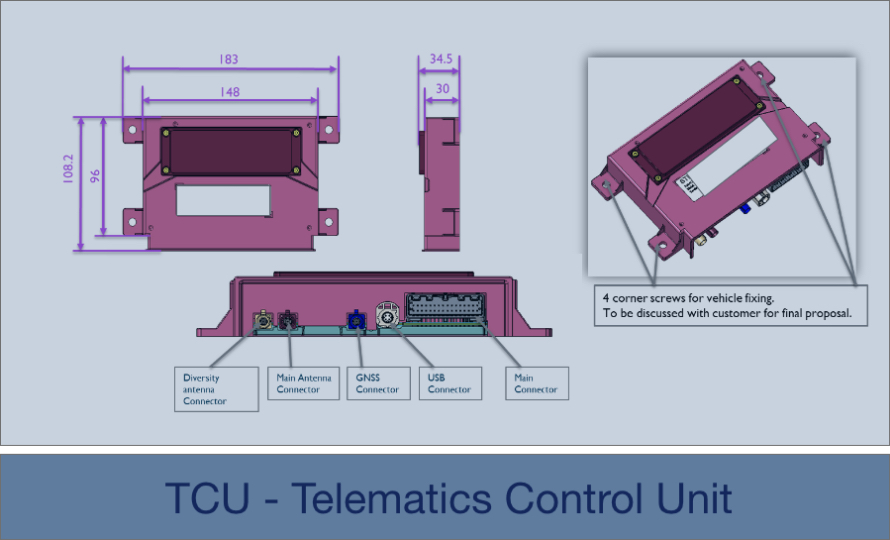 183
148
34.5
30
108.2
96
4 corner screws for vehicle fixing.
To be discussed with customer for final proposal.
Diversity
antenna
Connector
Main Antenna
Connector
GNSS
Connector
USB
Connector
Main
Connector
TCU - Telematics Control Unit